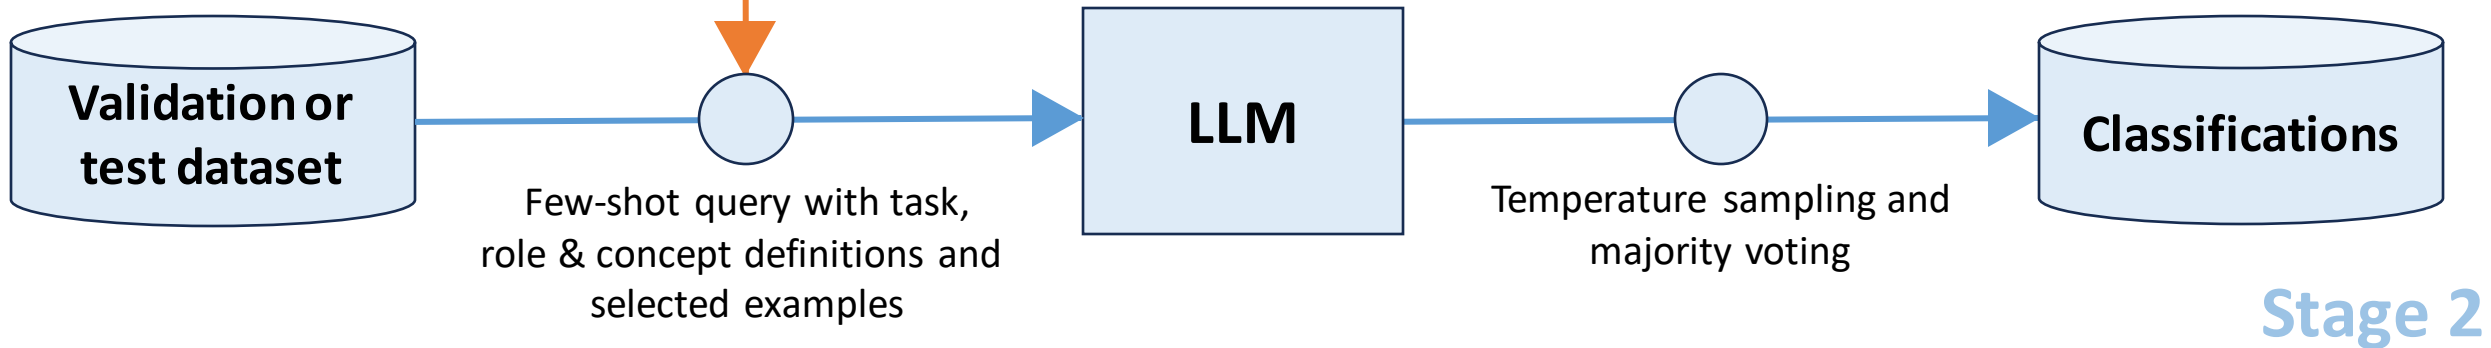 Validation or
test dataset
Few-shot query with task,
role & concept definitions and
selected examples
LLM
Temperature sampling and
majority voting
Classifications
Stage 2